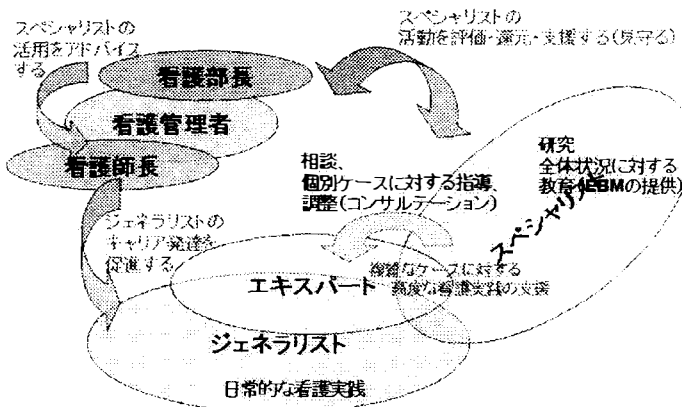 スペシャリストの
活用をアドバイス
する
スペシャリストの
活動を評価・還元・支援する(見守る)
看護部長
看護管理者
看護師長
相談、
個別ケースに対する指導、
調整(コンサルテーション)
研究
全体状況に対する
教育(EBMの提供)
スペシャリスト
ジェネラリストの
キャリア発達を
促進する
複雑なケースに対する
高度な看護実践の支援
エキスパート
ジェネラリスト
日常的な看護実践